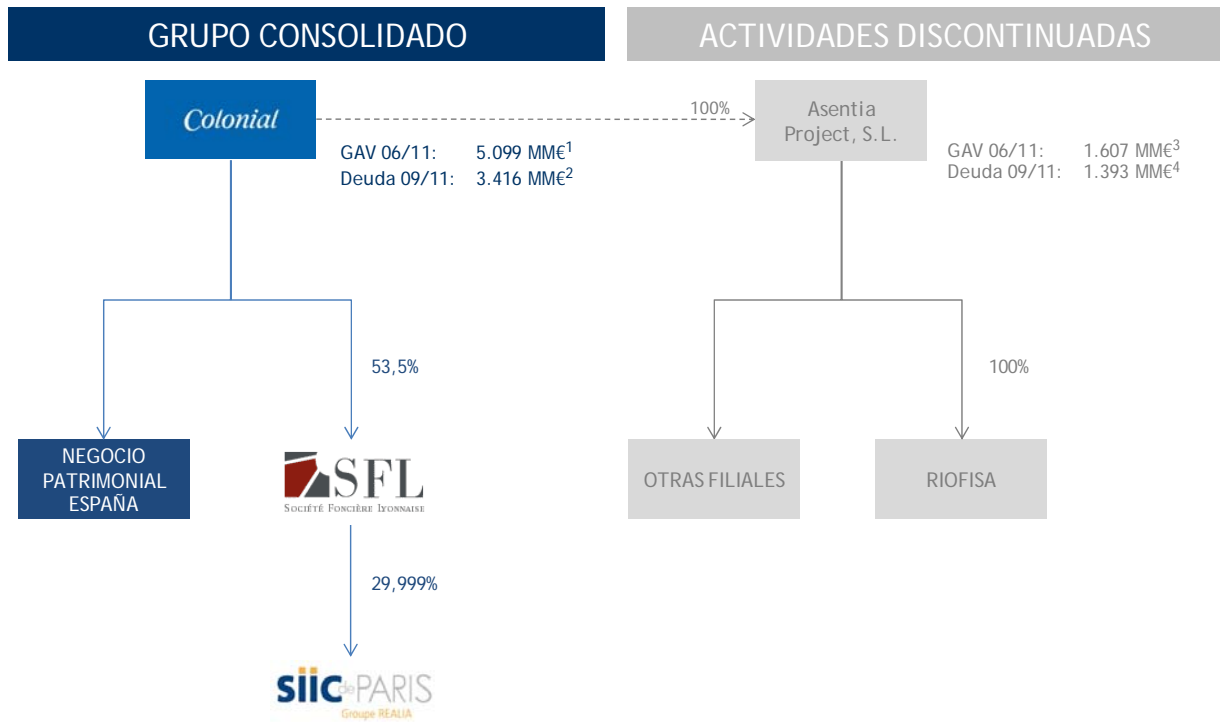 GRUPO CONSOLIDADO
ACTIVIDADES DISCONTINUADAS
Colonial
100%
Asentia
Project, S.L.
GAV 06/11: 5.099 MM€1
Deuda 09/11: 3.416 MM€2
GAV 06/11: 1.607 MM€3
Deuda 09/11: 1.393 MM€4
53,5%
100%
NEGOCIO
PATRIMONIAL
ESPAÑA
SFL
SOCIÉTÉ FONCIÈRE LYONNAISE
OTRAS FILIALES
RIOFISA
29,999%
siic de PARIS
Groupe REALIA